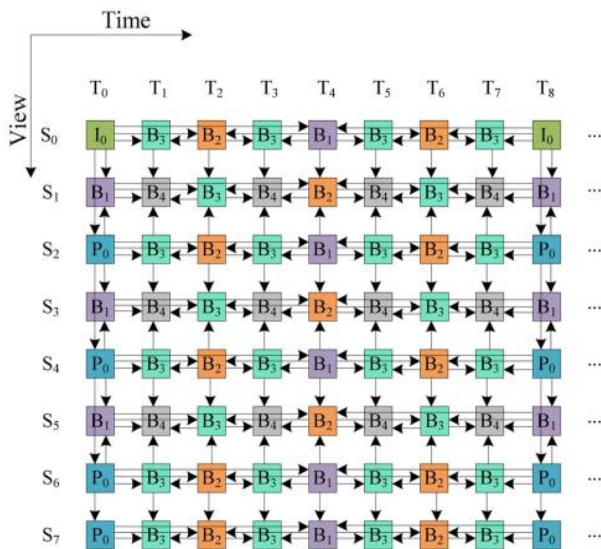 Time
View
T₀ T₁ T₂ T₃ T₄ T₅ T₆ T₇ T₈
S₀ I₀ B₃ B₂ B₃ B₁ B₃ B₂ B₃ I₀ ...
S₁ B₁ B₄ B₃ B₄ B₂ B₄ B₃ B₄ B₁ ...
S₂ P₀ B₃ B₂ B₃ B₁ B₃ B₂ B₃ P₀ ...
S₃ B₁ B₄ B₃ B₄ B₂ B₄ B₃ B₄ B₁ ...
S₄ P₀ B₃ B₂ B₃ B₁ B₃ B₂ B₃ P₀ ...
S₅ B₁ B₄ B₃ B₄ B₂ B₄ B₃ B₄ B₁ ...
S₆ P₀ B₃ B₂ B₃ B₁ B₃ B₂ B₃ P₀ ...
S₇ P₀ B₃ B₂ B₃ B₁ B₃ B₂ B₃ P₀ ...